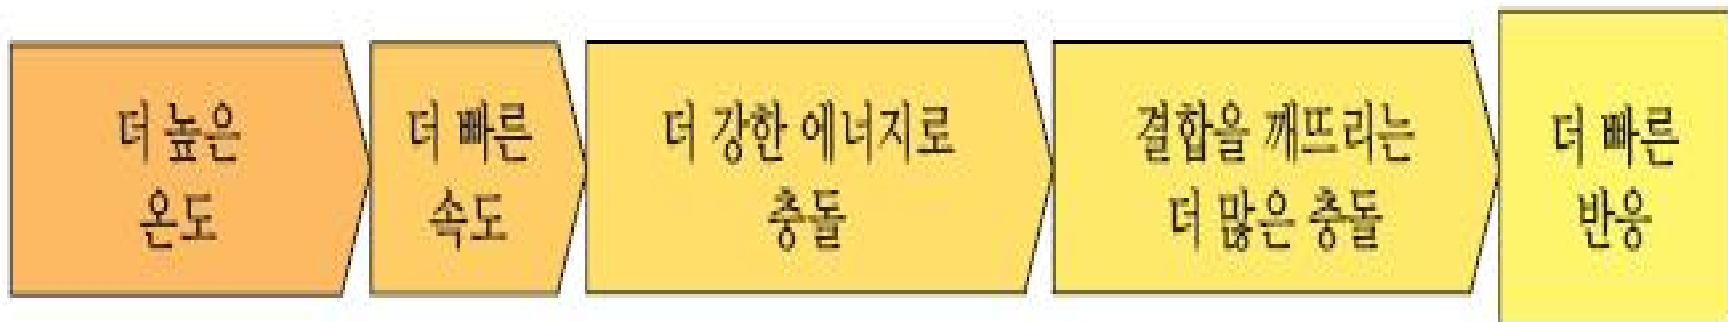 더 높은
온도
더 빠른
속도
더 강한 에너지로
충돌
결합을 깨뜨리는
더 많은 충돌
더 빠른
반응